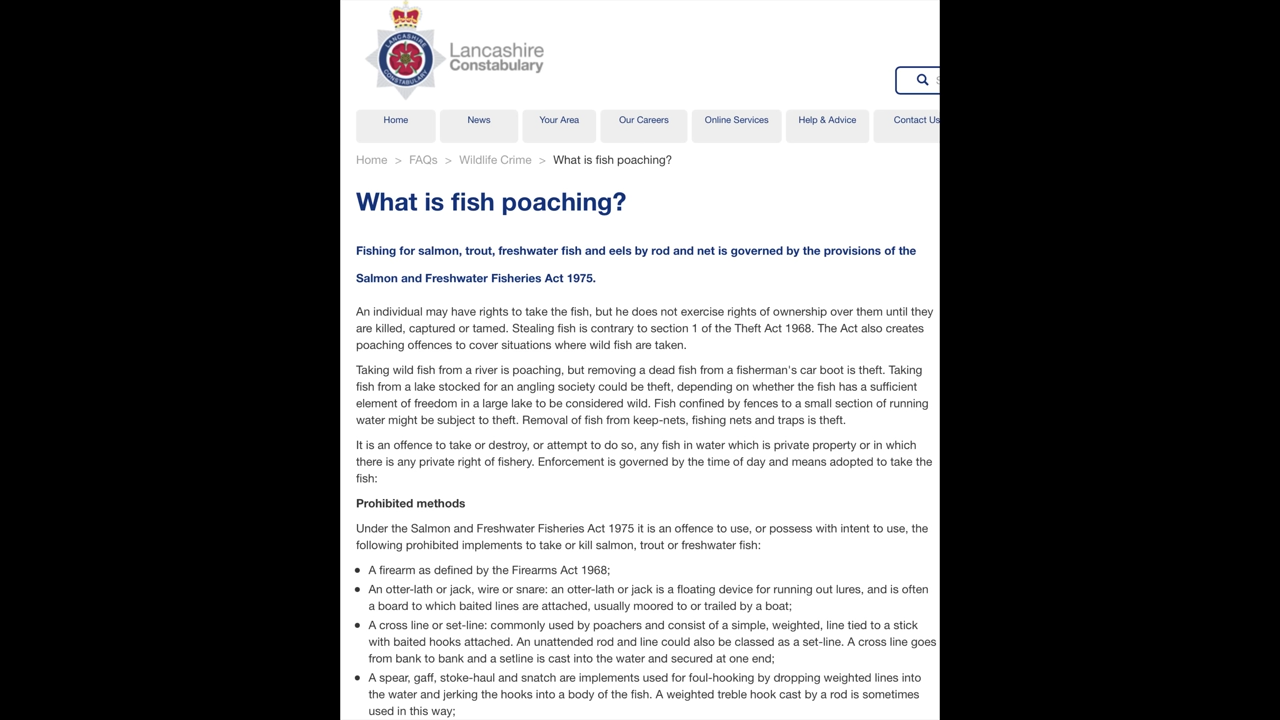 LANCASHIRE
CONSTABULARY
Lancashire
Constabulary
Home
News
Your Area
Our Careers
Online Services
Help & Advice
Contact Us
Home > FAQs > Wildlife Crime > What is fish poaching?
What is fish poaching?
Fishing for salmon, trout, freshwater fish and eels by rod and net is governed by the provisions of the
Salmon and Freshwater Fisheries Act 1975.
An individual may have rights to take the fish, but he does not exercise rights of ownership over them until they
are killed, captured or tamed. Stealing fish is contrary to section 1 of the Theft Act 1968. The Act also creates
poaching offences to cover situations where wild fish are taken.
Taking wild fish from a river is poaching, but removing a dead fish from a fisherman's car boot is theft. Taking
fish from a lake stocked for an angling society could be theft, depending on whether the fish has a sufficient
element of freedom in a large lake to be considered wild. Fish confined by fences to a small section of running
water might be subject to theft. Removal of fish from keep-nets, fishing nets and traps is theft.
It is an offence to take or destroy, or attempt to do so, any fish in water which is private property or in which
there is any private right of fishery. Enforcement is governed by the time of day and means adopted to take the
fish:
Prohibited methods
Under the Salmon and Freshwater Fisheries Act 1975 it is an offence to use, or possess with intent to use, the
following prohibited implements to take or kill salmon, trout or freshwater fish:
• A firearm as defined by the Firearms Act 1968;
• An otter-lath or jack, wire or snare: an otter-lath or jack is a floating device for running out lures, and is often
a board to which baited lines are attached, usually moored to or trailed by a boat;
• A cross line or set-line: commonly used by poachers and consist of a simple, weighted, line tied to a stick
with baited hooks attached. An unattended rod and line could also be classed as a set-line. A cross line goes
from bank to bank and a setline is cast into the water and secured at one end;
• A spear, gaff, stoke-haul and snatch are implements used for foul-hooking by dropping weighted lines into
the water and jerking the hooks into a body of the fish. A weighted treble hook cast by a rod is sometimes
used in this way;